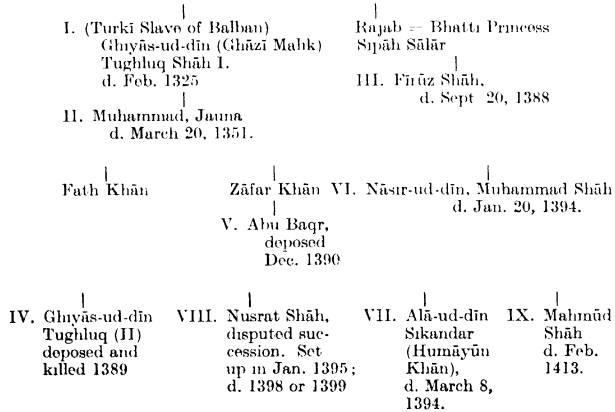 I. (Turkī Slave of Balban)
Ghiyās-ud-dīn (Ghāzī Malik)
Tughluq Shāh I.
d. Feb. 1325
Rajab = Bhatti Princess
Sipāh Sālār
III. Fīrūz Shāh,
d. Sept 20, 1388
II. Muhammad, Jauna
d. March 20, 1351.
Fath Khān
Zāfar Khān
VI. Nāsir-ud-dīn, Muhammad Shāh
d. Jan. 20, 1394.
V. Abu Baqr,
deposed
Dec. 1390
IV. Ghiyās-ud-dīn
Tughluq (II)
deposed and
killed 1389
VIII. Nusrat Shāh,
disputed suc-
cession. Set
up in Jan. 1395;
d. 1398 or 1399
VII. Alā-ud-dīn
Sikandar
(Humāyūn
Khān),
d. March 8,
1394.
IX. Mahmūd
Shāh
d. Feb.
1413.